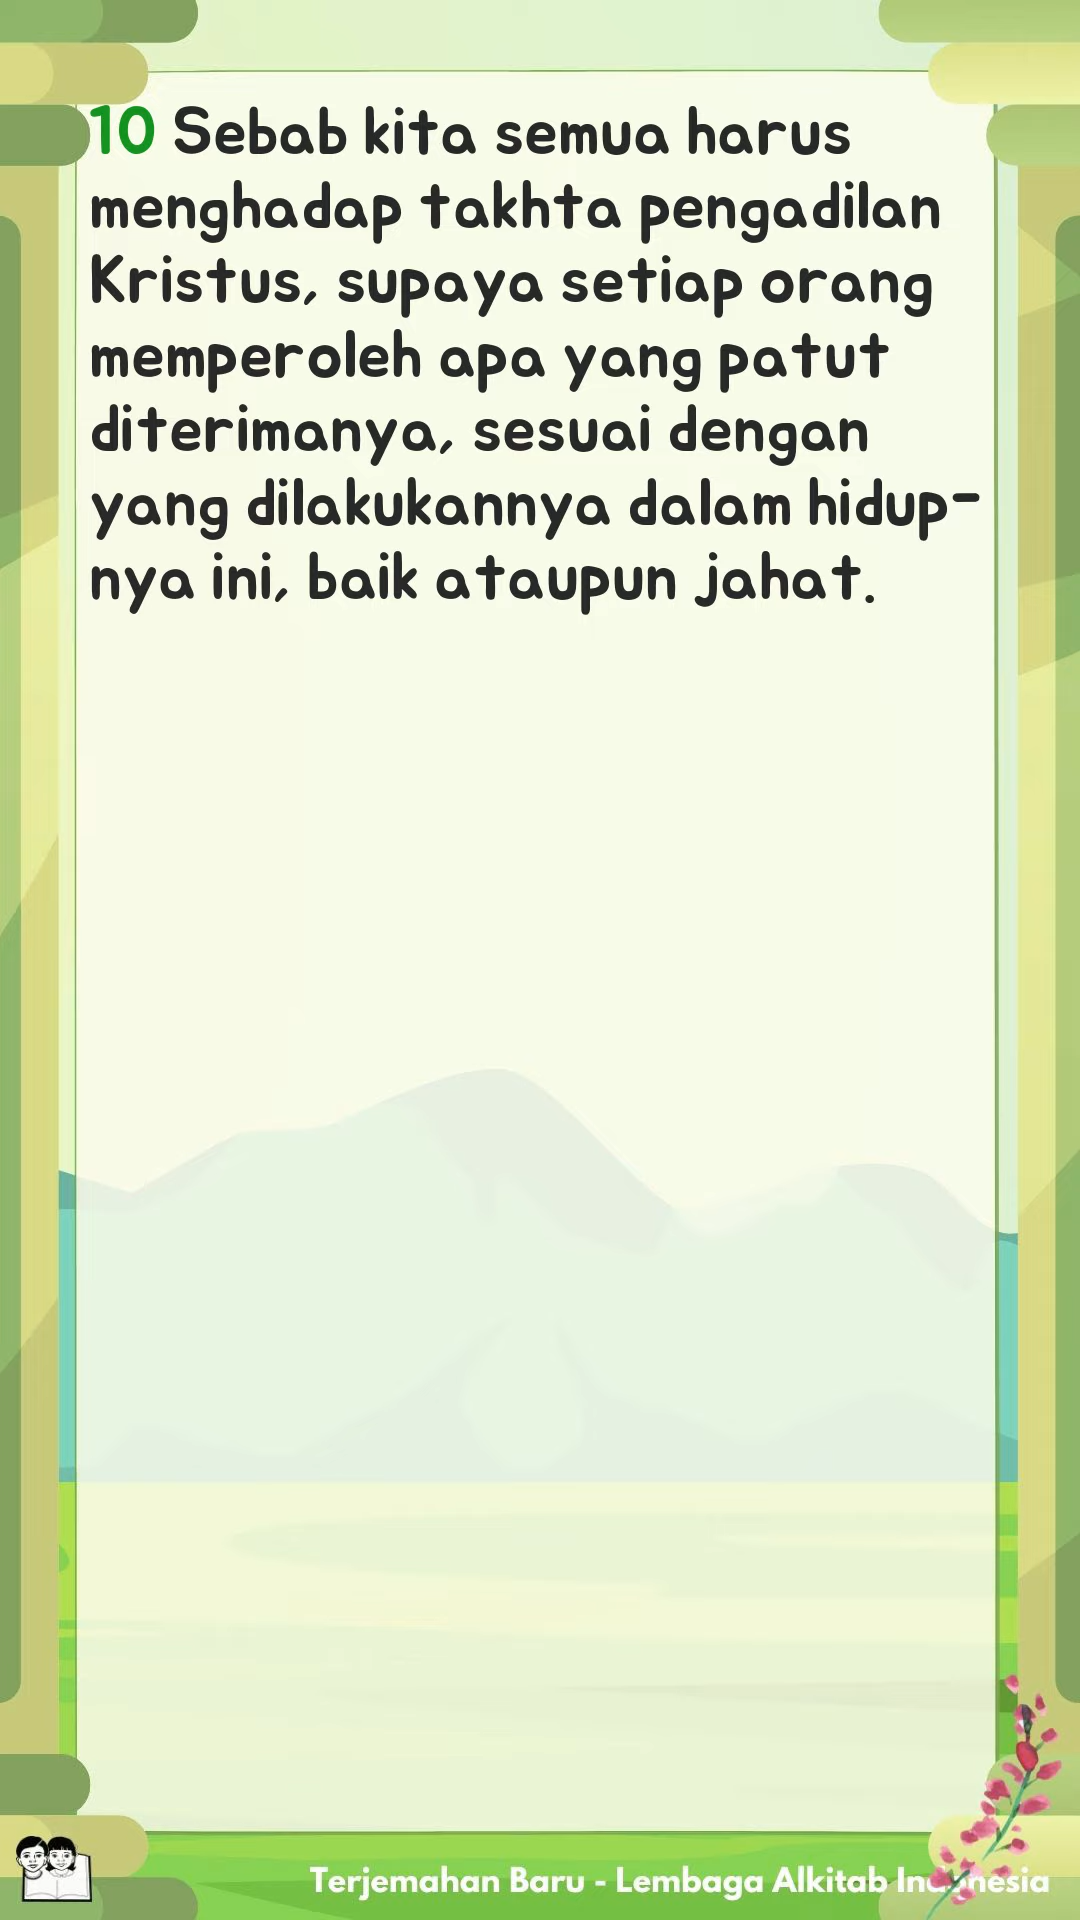 10 Sebab kita semua harus
menghadap takhta pengadilan
Kristus, supaya setiap orang
memperoleh apa yang patut
diterimanya, sesuai dengan
yang dilakukannya dalam hidup-
nya ini, baik ataupun jahat.
Terjemahan Baru - Lembaga Alkitab Indonesia